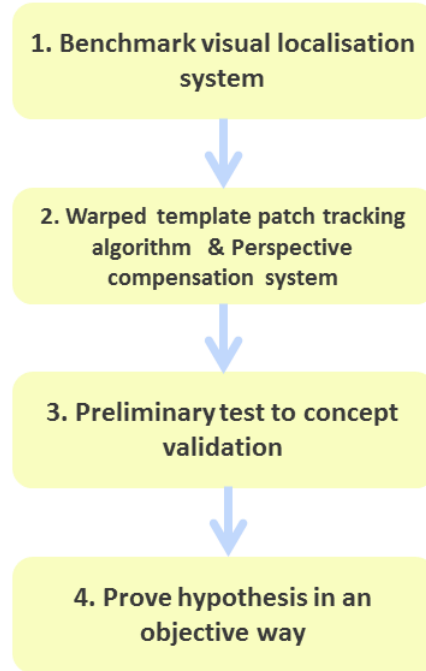 1. Benchmark visual localisation
system
2. Warped template patch tracking
algorithm & Perspective
compensation system
3. Preliminary test to concept
validation
4. Prove hypothesis in an
objective way